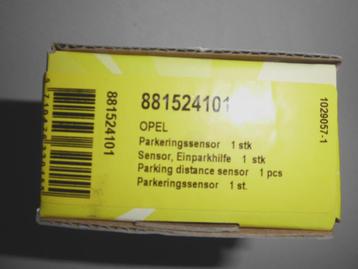 881524101
881524101
OPEL
Parkeringssensor 1 stk
Sensor, Einparkhilfe 1 stk
Parking distance sensor 1 pcs
Parkeringssensor 1 st.
1029057-1